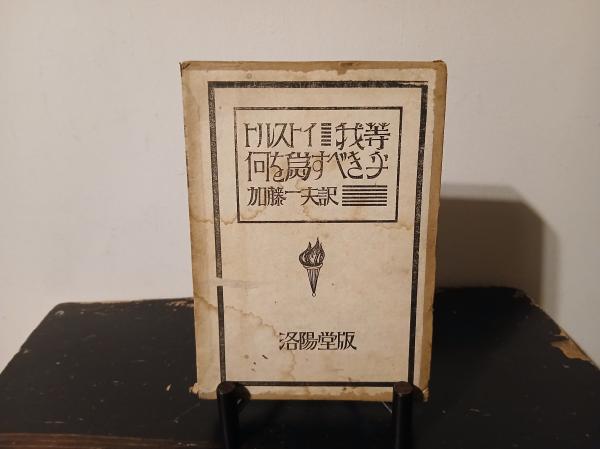 トルストイ 我等
何を為すべき乎
加藤一夫訳
洛陽堂版